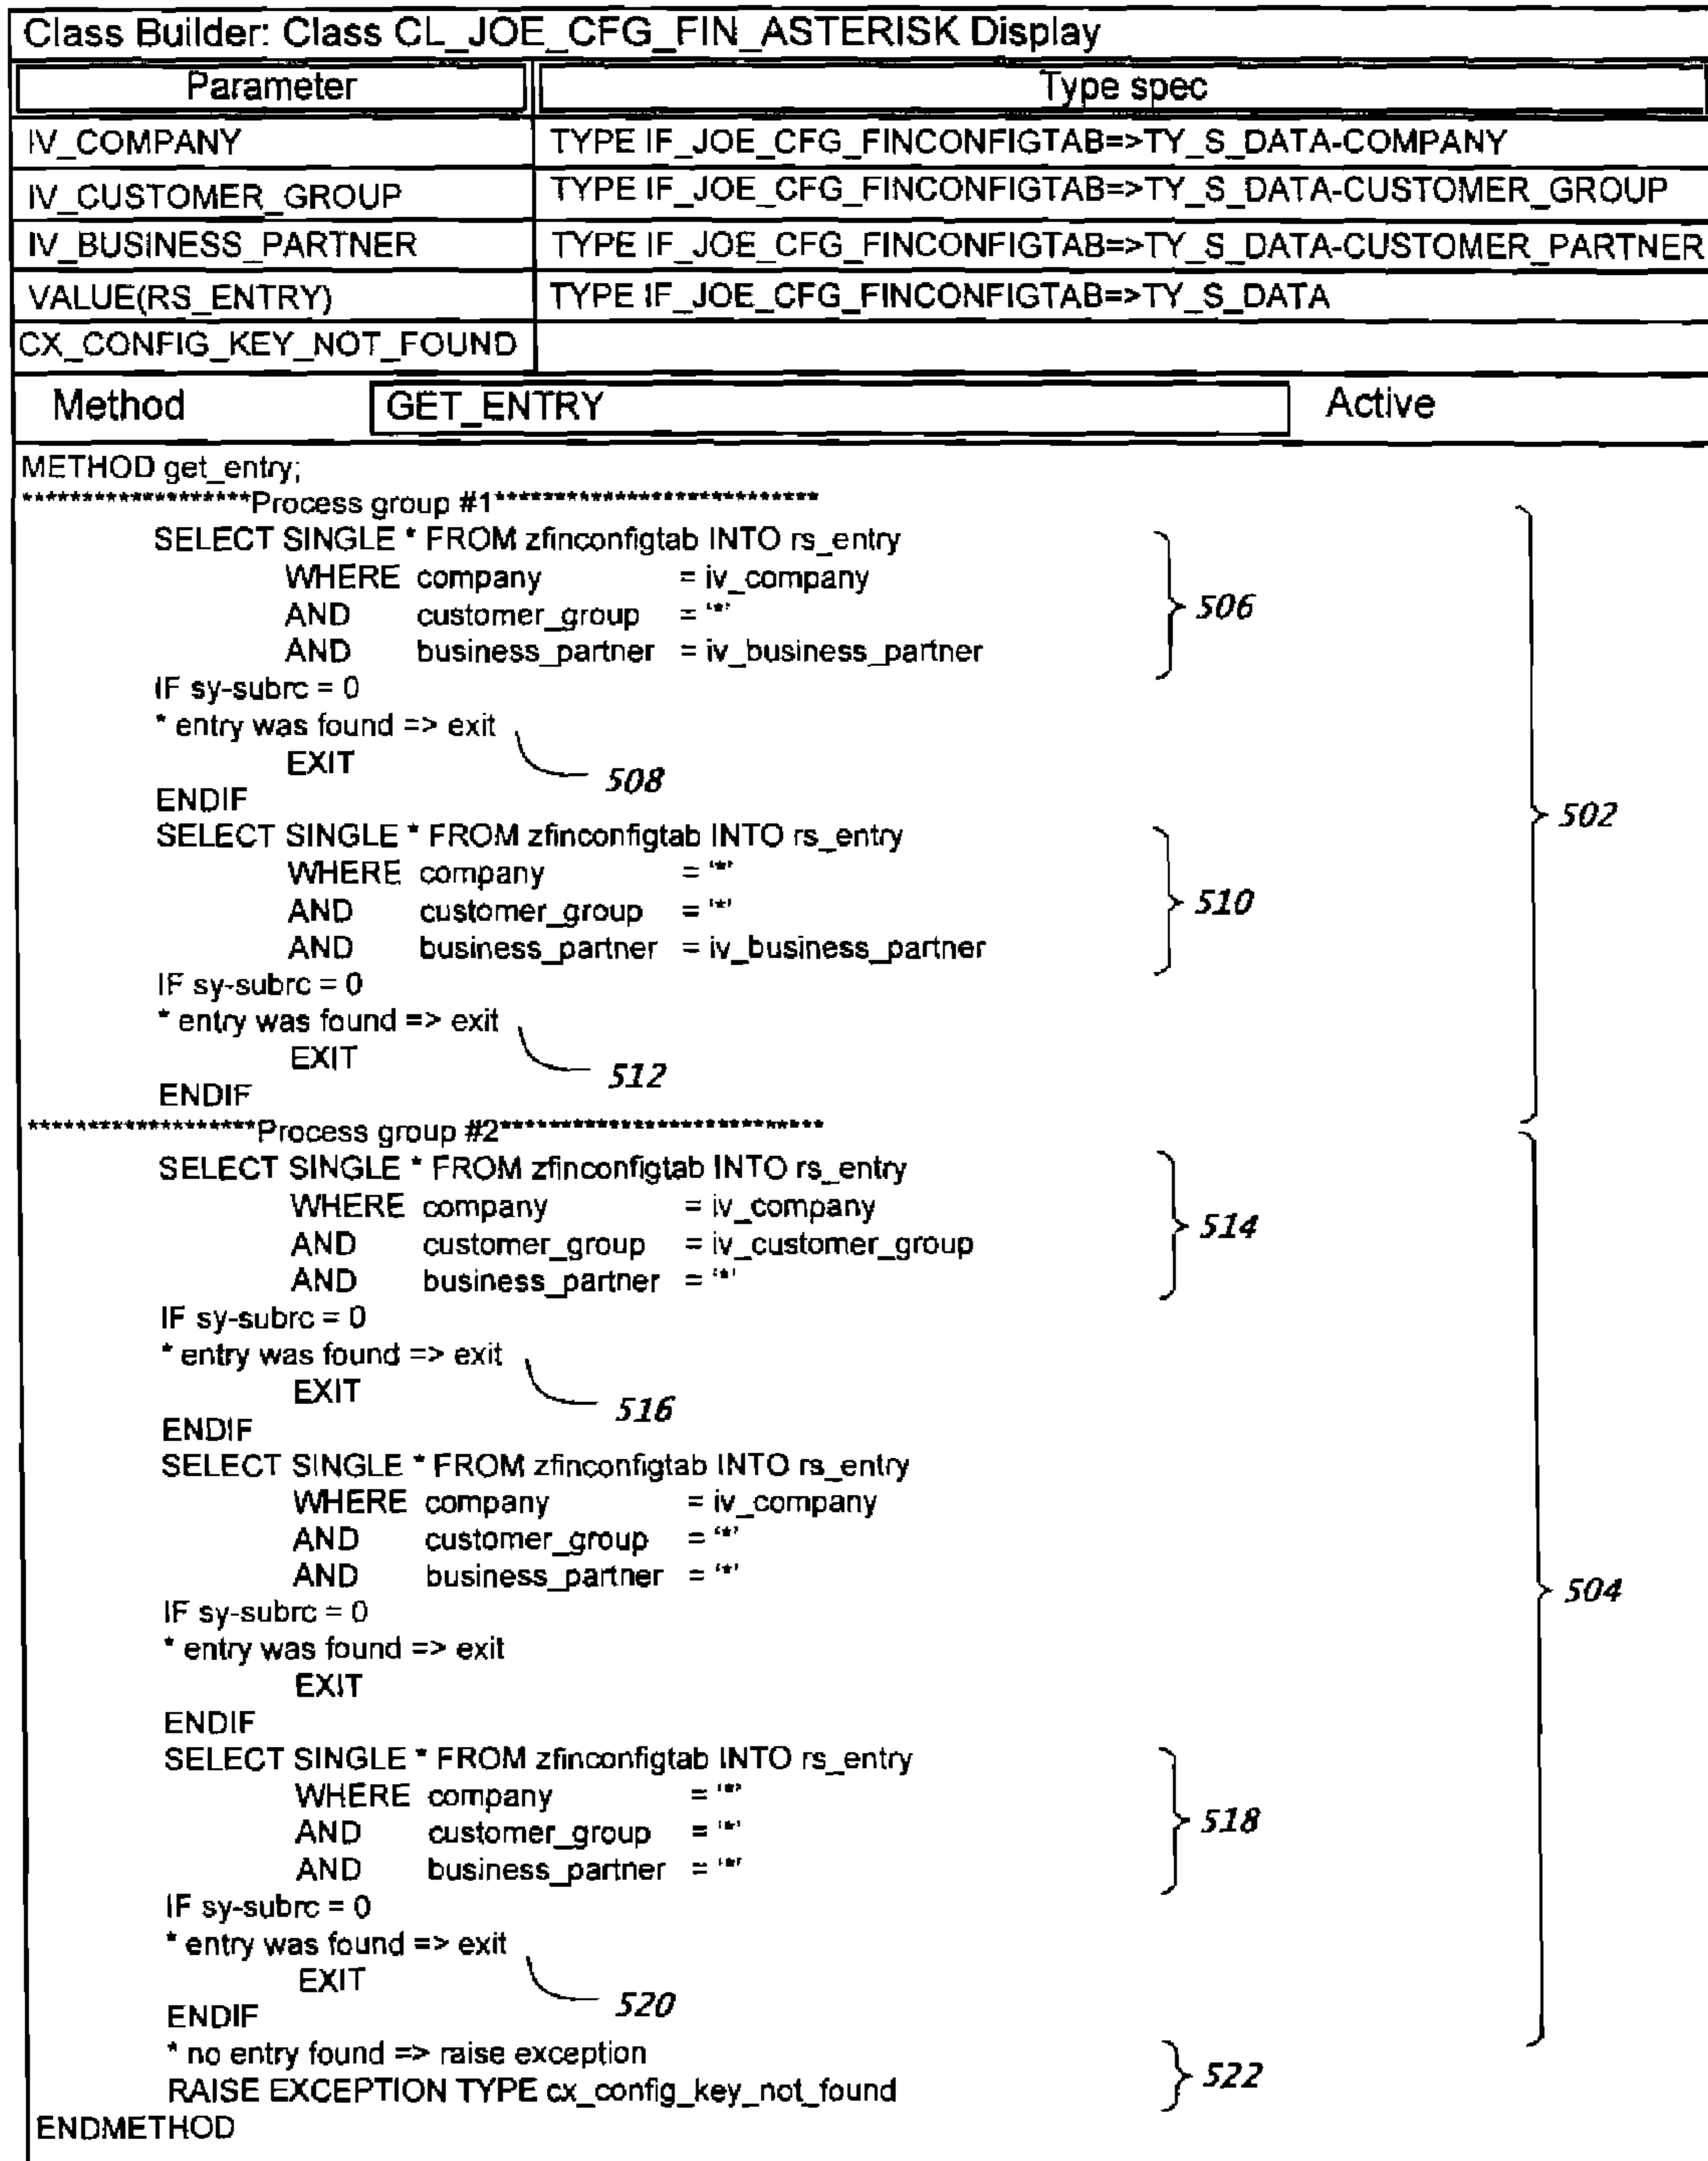 Class Builder: Class CL_JOE_CFG_FIN_ASTERISK Display
Parameter Type spec
IV_COMPANY TYPE IF_JOE_CFG_FINCONFIGTAB=>TY_S_DATA-COMPANY
IV_CUSTOMER_GROUP TYPE IF_JOE_CFG_FINCONFIGTAB=>TY_S_DATA-CUSTOMER_GROUP
IV_BUSINESS_PARTNER TYPE IF_JOE_CFG_FINCONFIGTAB=>TY_S_DATA-CUSTOMER_PARTNER
VALUE(RS_ENTRY) TYPE IF_JOE_CFG_FINCONFIGTAB=>TY_S_DATA
CX_CONFIG_KEY_NOT_FOUND
Method GET_ENTRY Active
METHOD get_entry;
*******************Process group #1***************************
SELECT SINGLE * FROM zfinconfigtab INTO rs_entry
WHERE company = iv_company
AND customer_group = '*' 506
AND business_partner = iv_business_partner
IF sy-subrc = 0
* entry was found => exit
EXIT 508
ENDIF 502
SELECT SINGLE * FROM zfinconfigtab INTO rs_entry
WHERE company = '*'
AND customer_group = '*' 510
AND business_partner = iv_business_partner
IF sy-subrc = 0
* entry was found => exit
EXIT 512
ENDIF
*******************Process group #2***************************
SELECT SINGLE * FROM zfinconfigtab INTO rs_entry
WHERE company = iv_company 514
AND customer_group = iv_customer_group
AND business_partner = '*'
IF sy-subrc = 0
* entry was found => exit
EXIT 516
ENDIF
SELECT SINGLE * FROM zfinconfigtab INTO rs_entry
WHERE company = iv_company
AND customer_group = '*'
AND business_partner = '*' 504
IF sy-subrc = 0
* entry was found => exit
EXIT
ENDIF
SELECT SINGLE * FROM zfinconfigtab INTO rs_entry
WHERE company = '*'
AND customer_group = '*' 518
AND business_partner = '*'
IF sy-subrc = 0
* entry was found => exit
EXIT 520
ENDIF
* no entry found => raise exception
RAISE EXCEPTION TYPE cx_config_key_not_found 522
ENDMETHOD